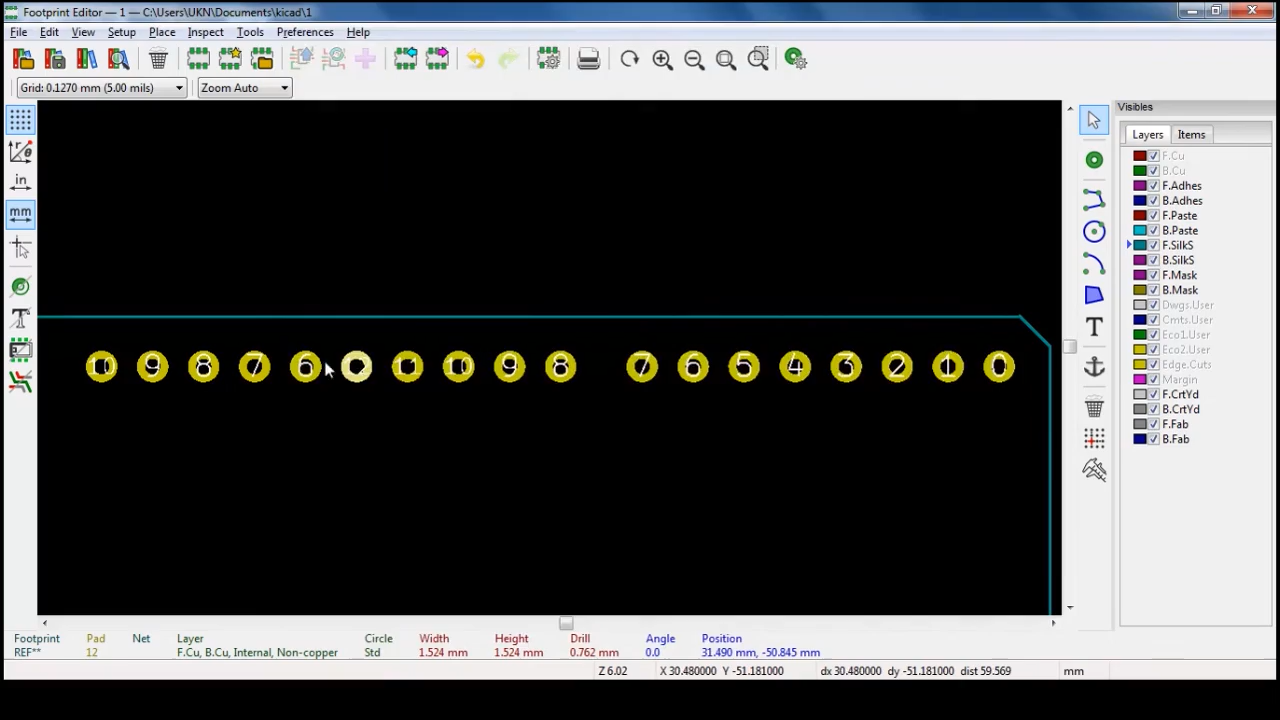 Footprint Editor — 1 — C:\Users\UKN\Documents\kicad\1
File Edit View Setup Place Inspect Tools Preferences Help
Grid: 0.1270 mm (5.00 mils) Zoom Auto
in
mm
Visibles
Layers Items
F.Cu
B.Cu
F.Adhes
B.Adhes
F.Paste
B.Paste
F.SilkS
B.SilkS
F.Mask
B.Mask
Dwgs.User
Cmts.User
Eco1.User
Eco2.User
Edge.Cuts
Margin
F.CrtYd
B.CrtYd
F.Fab
B.Fab
10 9 8 7 6 11 10 9 8 7 6 5 4 3 2 1 0
Footprint Pad Net Layer Circle Width Height Drill Angle Position
REF** 12 F.Cu, B.Cu, Internal, Non-copper Std 1.524 mm 1.524 mm 0.762 mm 0.0 31.490 mm, -50.845 mm
Z 6.02 X 30.480000 Y -51.181000 dx 30.480000 dy -51.181000 dist 59.569 mm